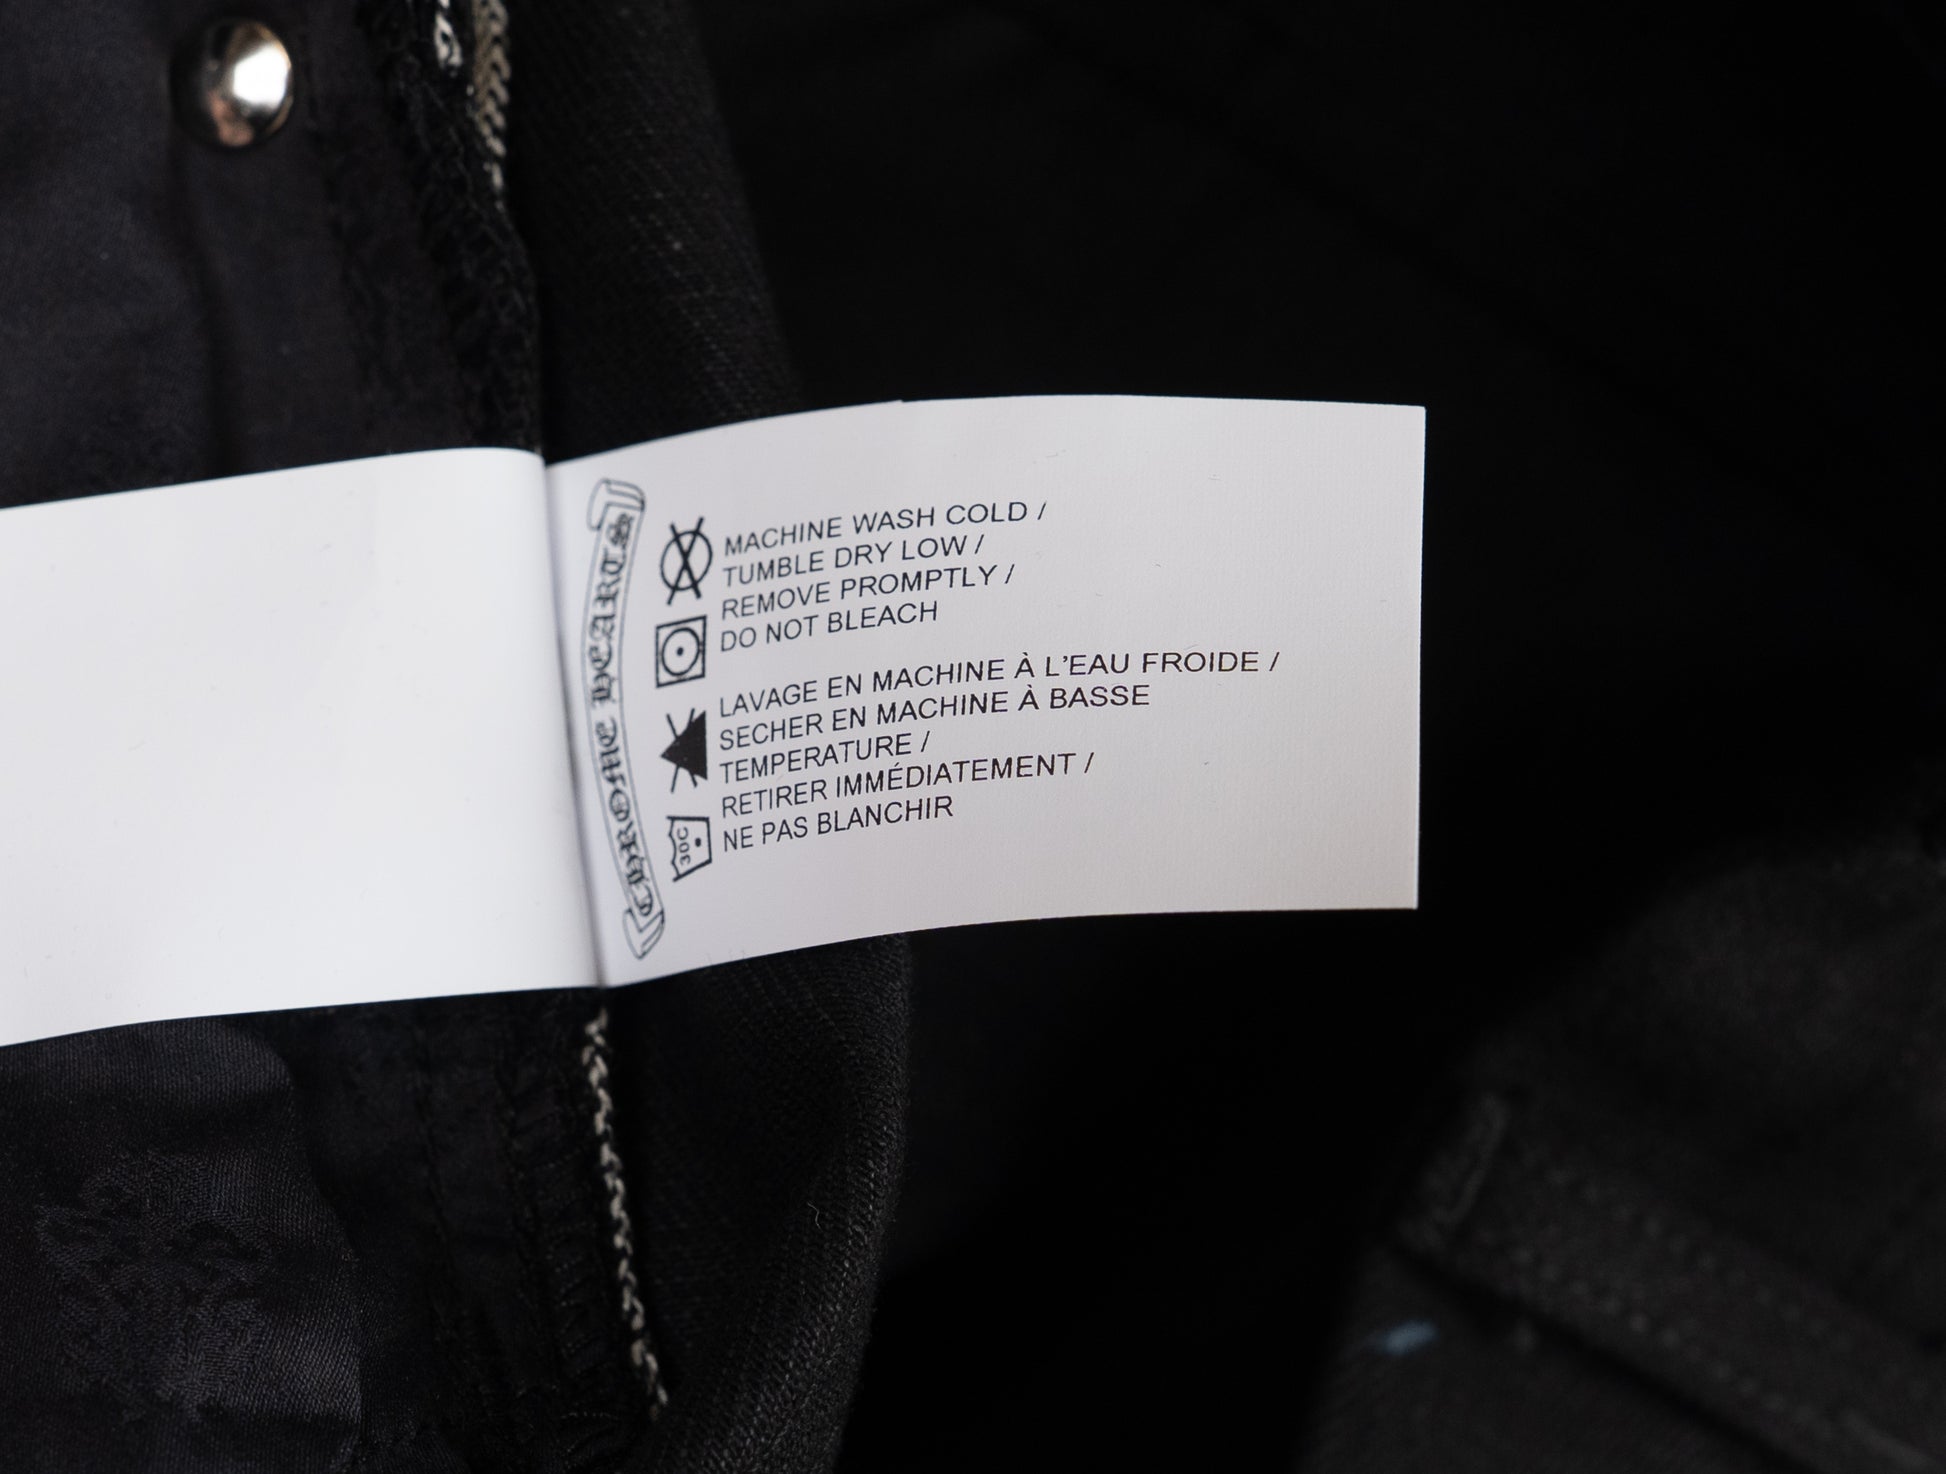 CHROME HEARTS
MACHINE WASH COLD /
TUMBLE DRY LOW /
REMOVE PROMPTLY /
DO NOT BLEACH
LAVAGE EN MACHINE À L'EAU FROIDE /
SECHER EN MACHINE À BASSE
TEMPERATURE /
RETIRER IMMÉDIATEMENT /
NE PAS BLANCHIR
30C